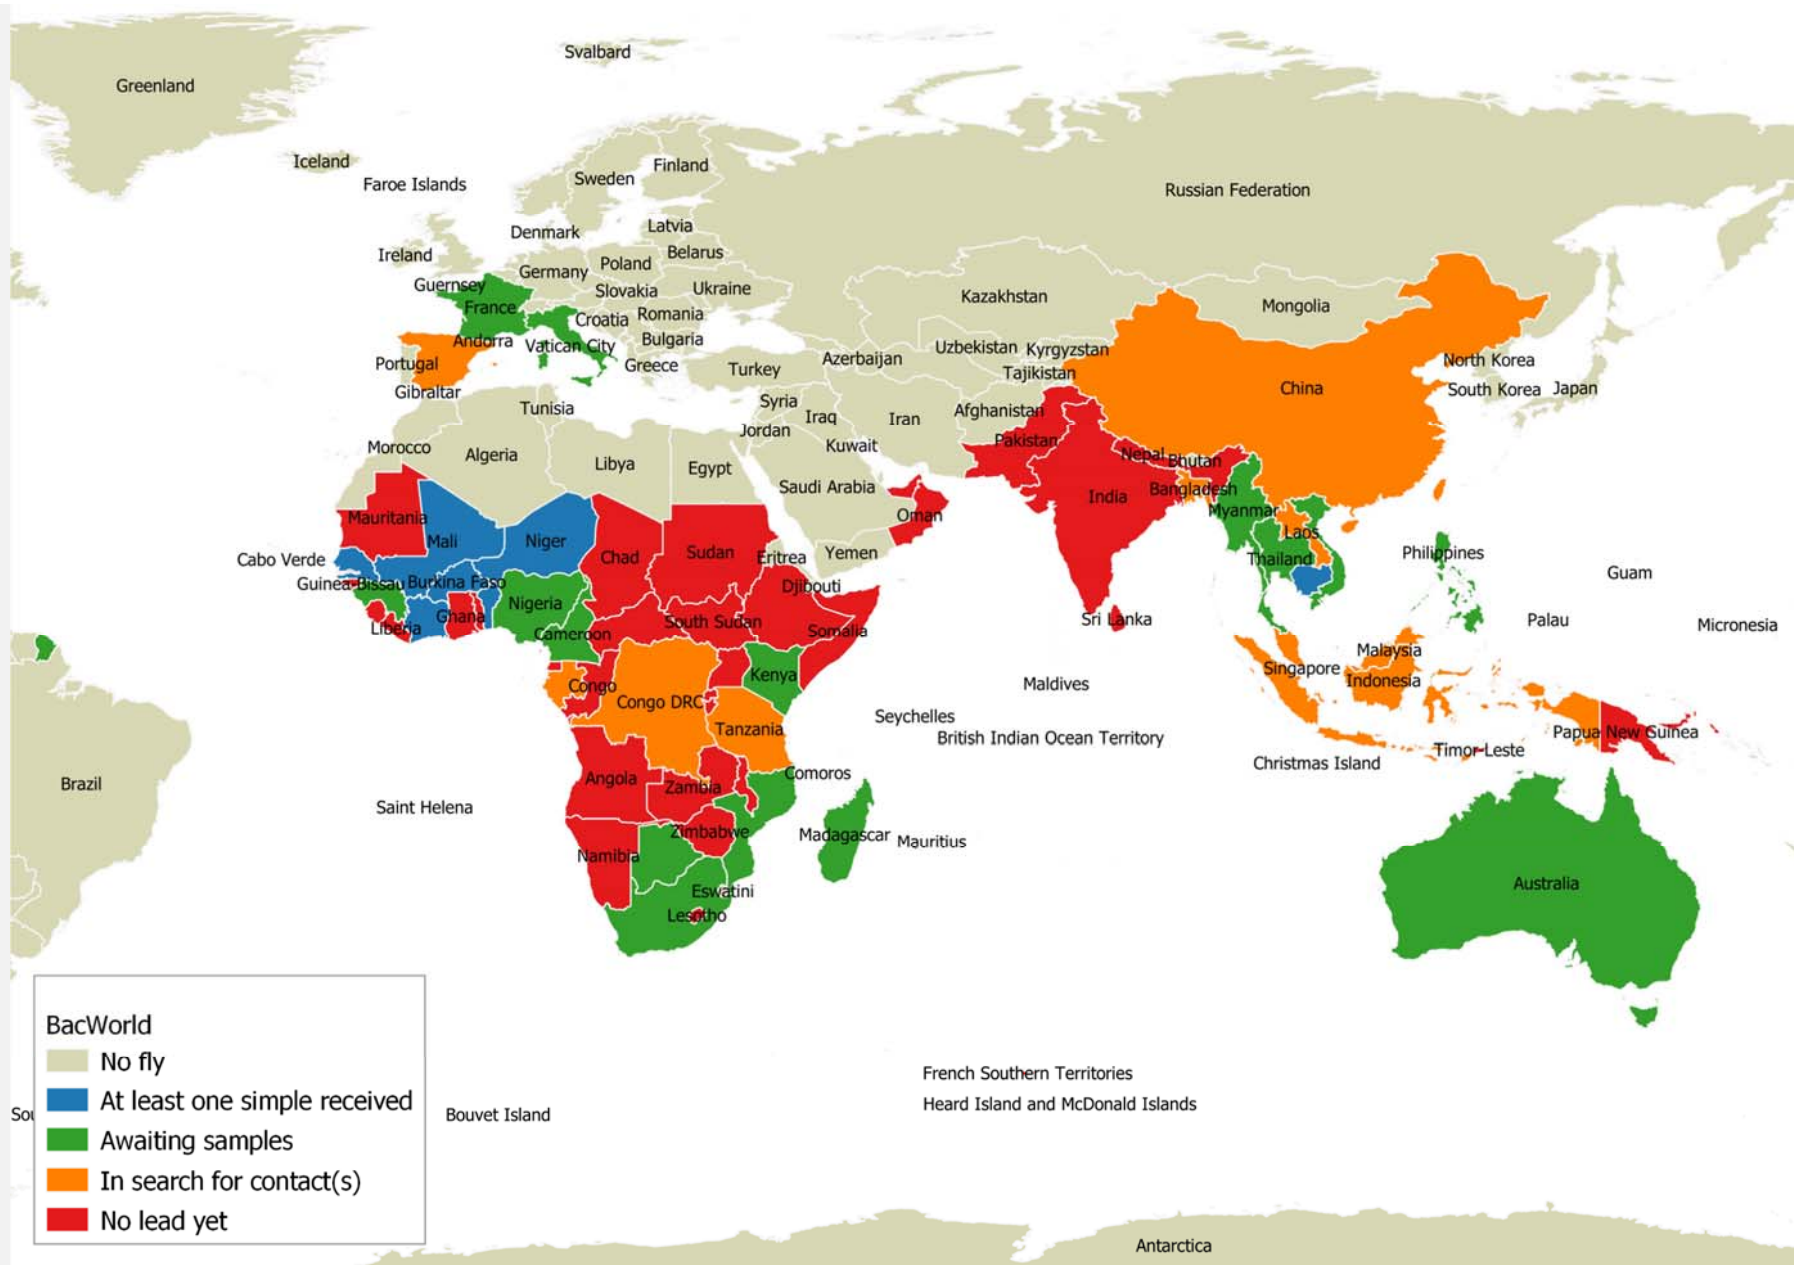 Svalbard
Greenland
Iceland
Finland
Faroe Islands
Sweden
Russian Federation
Denmark
Latvia
Ireland
Belarus
Poland
Germany
Guernsey
Slovakia
Ukraine
Kazakhstan
Mongolia
France
Croatia
Romania
Andorra
Vatican City
Bulgaria
Uzbekistan
Kyrgyzstan
Azerbaijan
North Korea
Portugal
Greece
Turkey
Tajikistan
China
South Korea
Japan
Gibraltar
Tunisia
Syria
Iraq
Iran
Afghanistan
Jordan
Kuwait
Pakistan
Morocco
Algeria
Libya
Egypt
Nepal
Bhutan
Saudi Arabia
India
Bangladesh
Mauritania
Oman
Myanmar
Mali
Niger
Laos
Cabo Verde
Chad
Sudan
Eritrea
Yemen
Thailand
Philippines
Guam
Guinea-Bissau
Burkina Faso
Djibouti
Nigeria
Ghana
Liberia
Cameroon
South Sudan
Somalia
Sri Lanka
Palau
Micronesia
Malaysia
Singapore
Indonesia
Kenya
Congo
Congo DRC
Maldives
Seychelles
Tanzania
British Indian Ocean Territory
Papua New Guinea
Timor-Leste
Christmas Island
Comoros
Angola
Zambia
Brazil
Saint Helena
Zimbabwe
Madagascar
Mauritius
Namibia
Eswatini
Lesotho
Australia
BacWorld
No fly
At least one simple received
Awaiting samples
In search for contact(s)
No lead yet
French Southern Territories
Heard Island and McDonald Islands
Bouvet Island
Antarctica